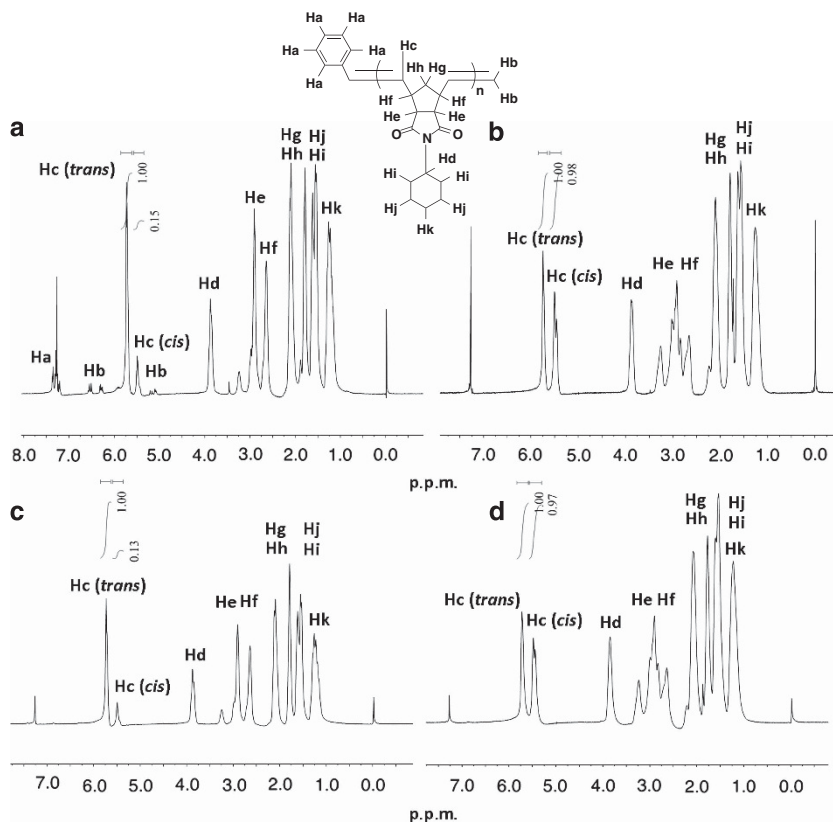 Ha Ha
Ha Ha
Ha
Hc
Hh Hg
Hb
n
Hb
Hf Hf
He He
O O
N
Hd
Hi Hi
Hj Hj
Hk
a
Hc (trans)
1.00
0.15
Hg Hj
Hh Hi
He
Hf
Hk
Hd
Hc (cis)
Ha
Hb
Hb
8.0 7.0 6.0 5.0 4.0 3.0 2.0 1.0 0.0
b
1.00
0.98
Hg Hj
Hh Hi
Hk
Hc (trans)
Hc (cis)
Hd
He Hf
7.0 6.0 5.0 4.0 3.0 2.0 1.0 0.0
p.p.m.
c
1.00
0.13
Hg Hj
Hh Hi
Hc (trans)
He Hf
Hk
Hd
Hc (cis)
7.0 6.0 5.0 4.0 3.0 2.0 1.0 0.0
p.p.m.
d
1.00
0.97
Hg Hj
Hh Hi
Hk
Hc (trans)
Hc (cis)
He Hf
Hd
7.0 6.0 5.0 4.0 3.0 2.0 1.0 0.0
p.p.m.